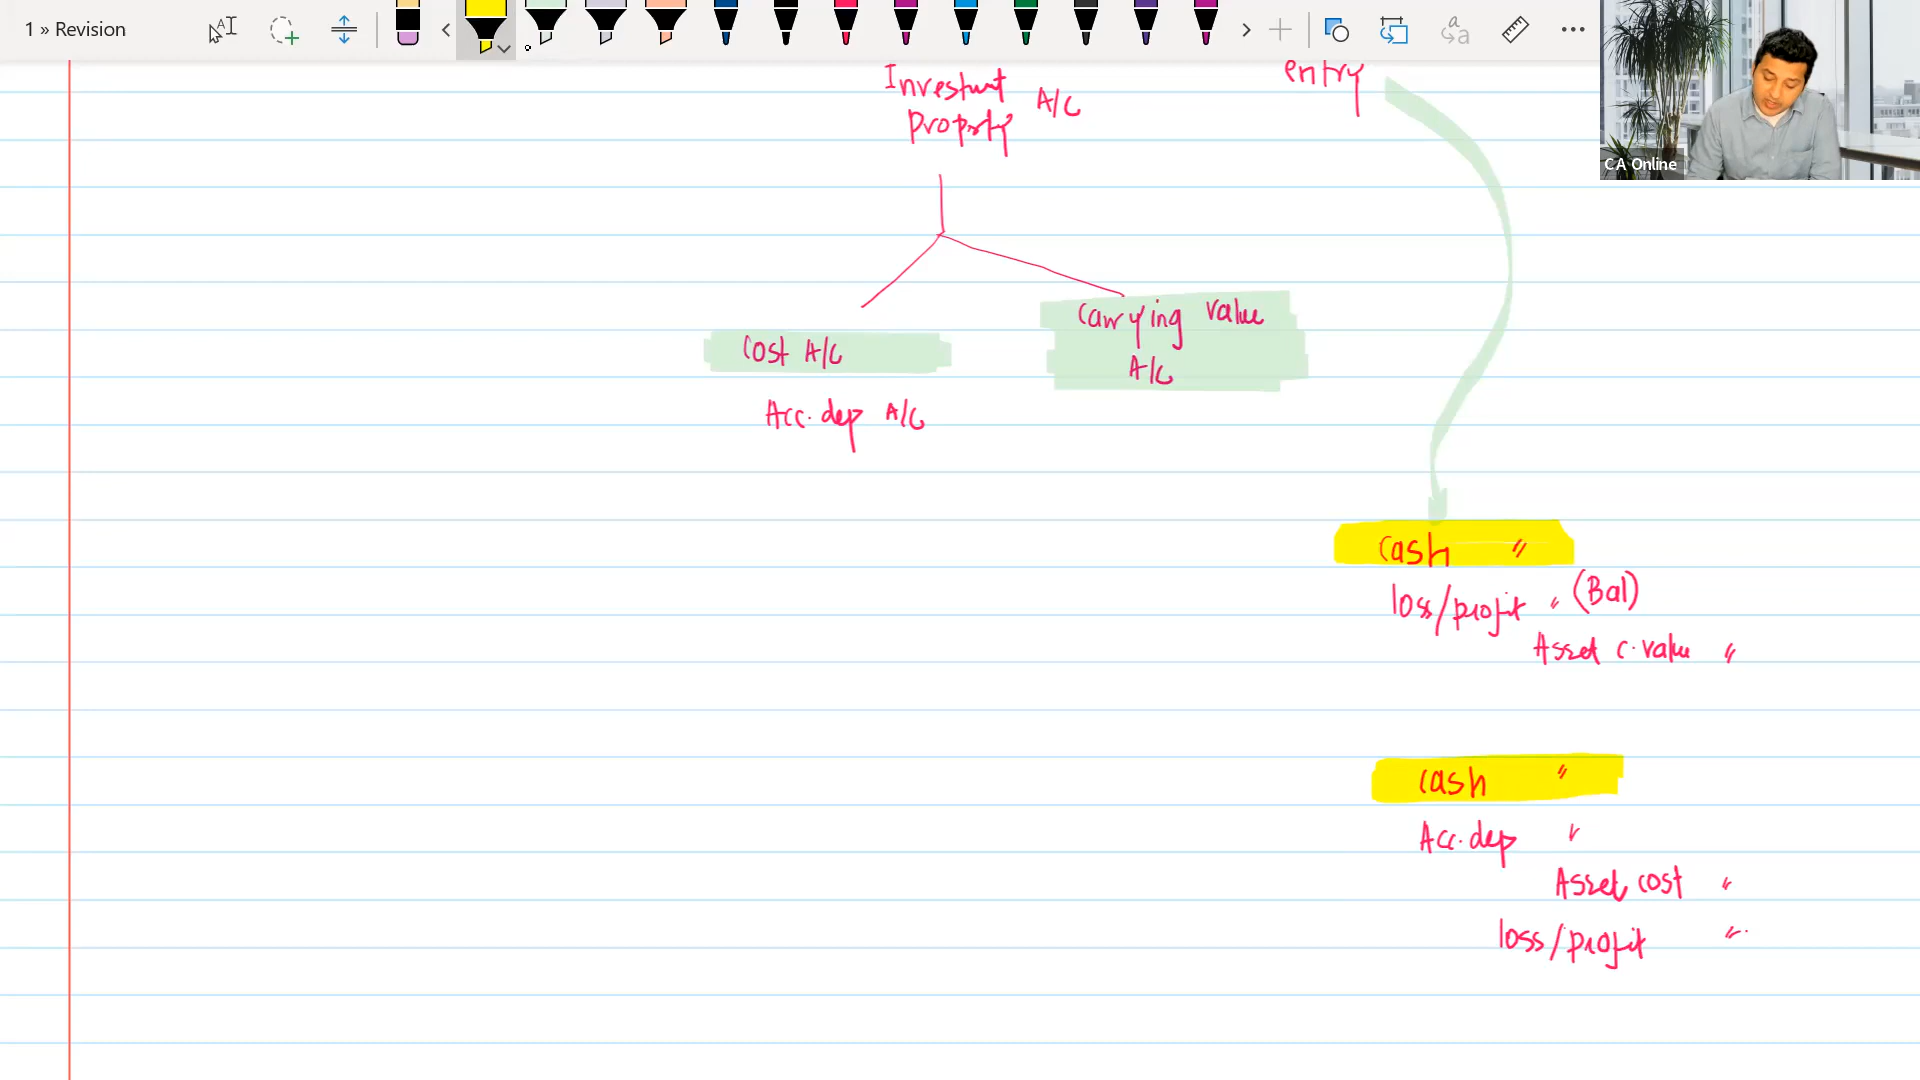 1 » Revision
CA Online
Investment
Property A/C
entry
Cost A/C
Carrying value
A/C
Acc. dep A/C
Cash "
loss/profit " (Bal)
Asset c. value "
Cash "
Acc. dep "
Asset cost "
loss/profit "